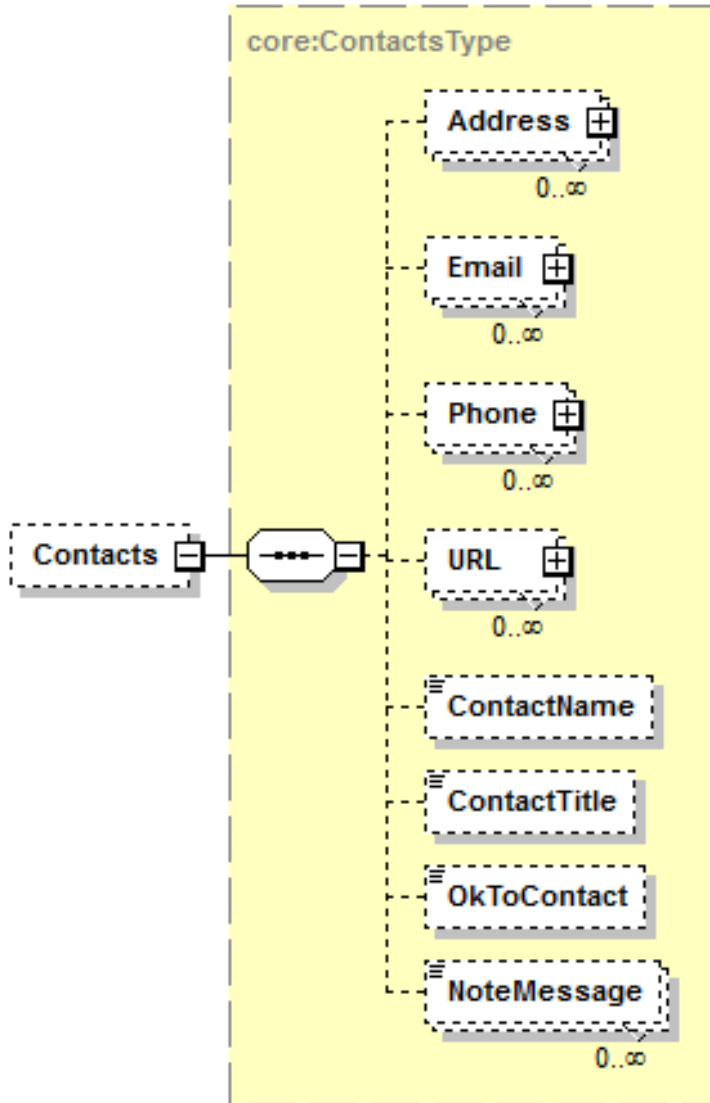 core:ContactsType
Address
0..∞
Email
0..∞
Phone
0..∞
Contacts
URL
0..∞
ContactName
ContactTitle
OkToContact
NoteMessage
0..∞